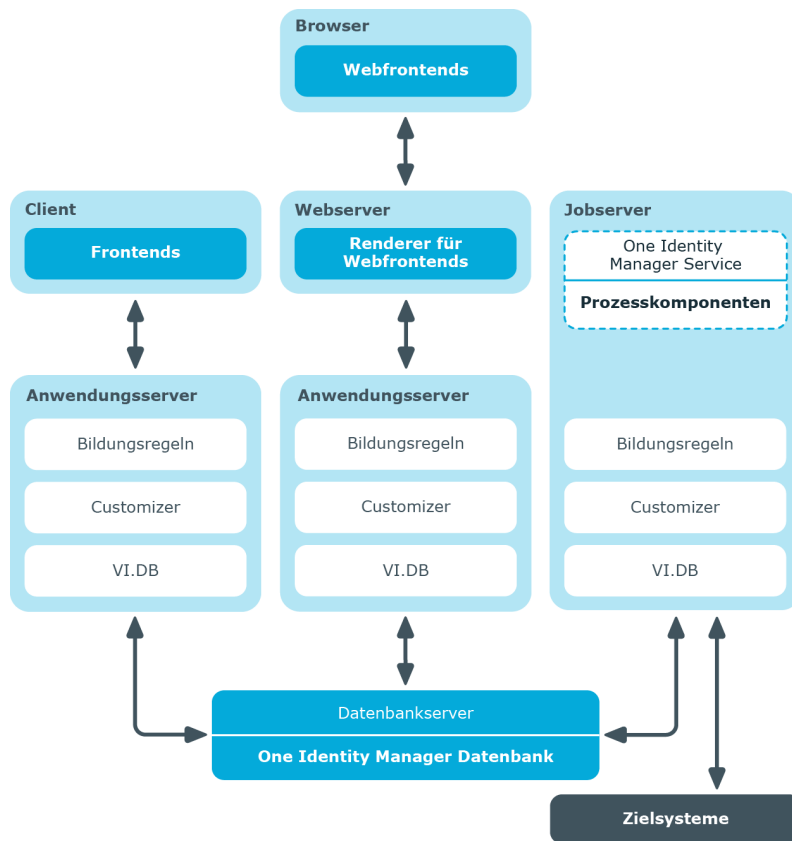 Browser
Webfrontends
Client
Frontends
Webserver
Renderer für
Webfrontends
Jobserver
One Identity
Manager Service
Prozesskomponenten
Anwendungsserver
Bildungsregeln
Customizer
VI.DB
Anwendungsserver
Bildungsregeln
Customizer
VI.DB
Bildungsregeln
Customizer
VI.DB
Datenbankserver
One Identity Manager Datenbank
Zielsysteme